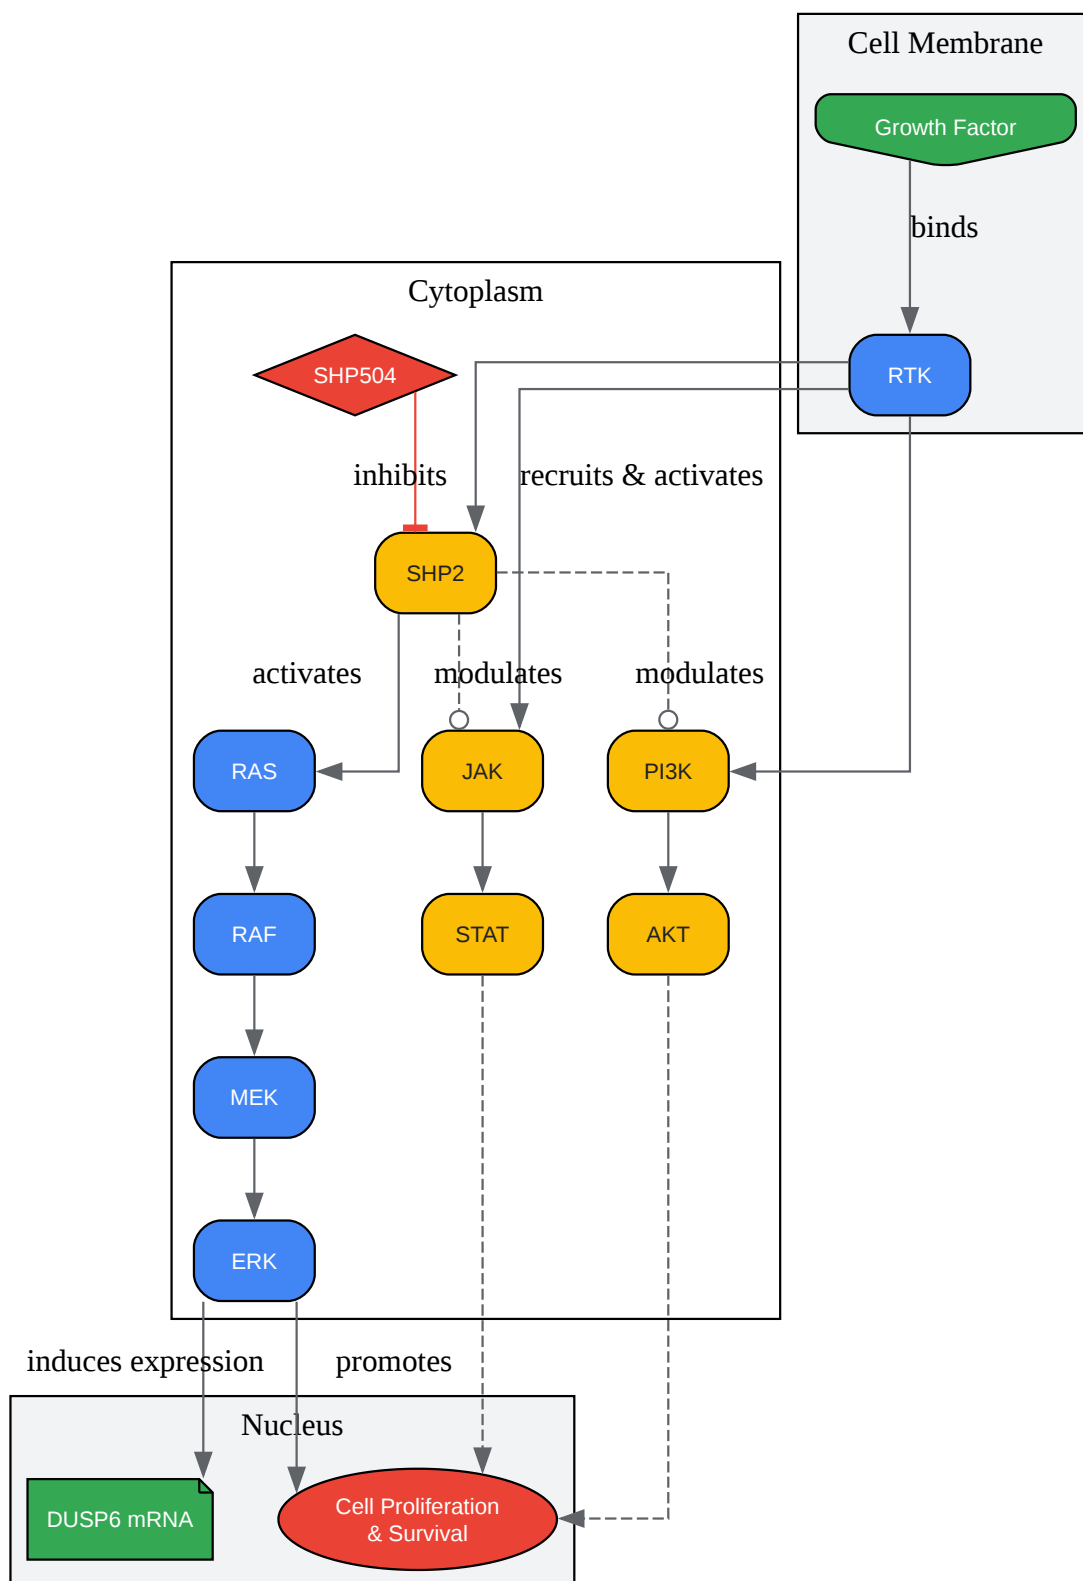 Cell Membrane
Growth Factor
binds
Cytoplasm
SHP504
RTK
inhibits
recruits & activates
SHP2
activates
modulates
modulates
RAS
JAK
PI3K
RAF
STAT
AKT
MEK
ERK
induces expression
promotes
Nucleus
DUSP6 mRNA
Cell Proliferation
& Survival